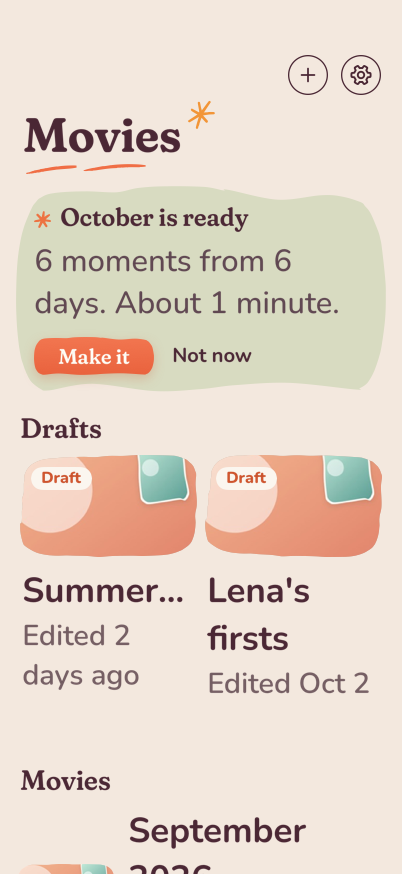 Movies
October is ready
6 moments from 6
days. About 1 minute.
Make it
Not now
Drafts
Draft
Draft
Summer...
Edited 2
days ago
Lena's
firsts
Edited Oct 2
Movies
September